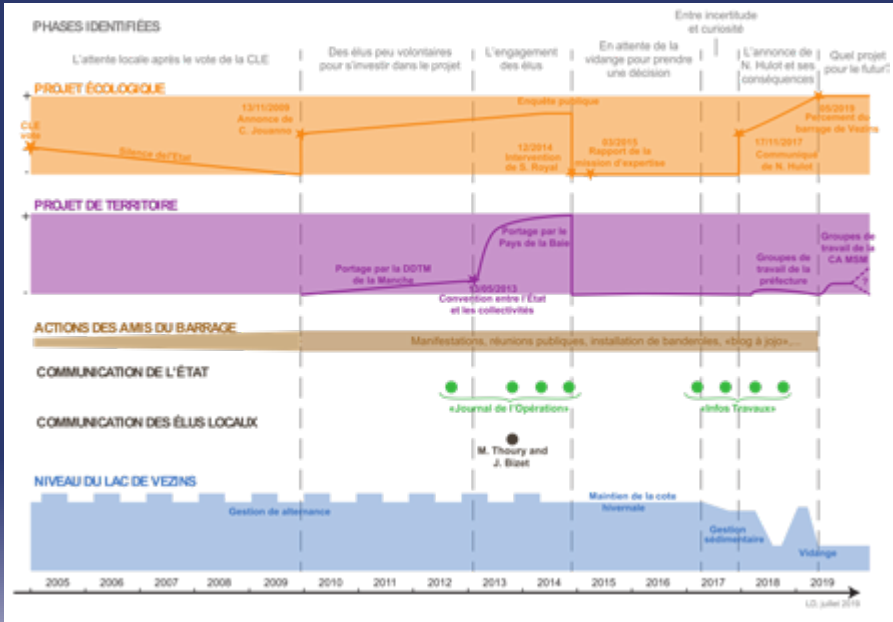 PHASES IDENTIFIÉES
L'attente locale après le vote de la CLE
Des élus peu volontaires
pour s'investir dans le projet
L'engagement
des élus
En attente de la
vidange pour prendre
une décision
Entre incertitude
et curiosité
L'annonce de
N. Hulot et ses
conséquences
Quel projet
pour le futur?
PROJET ÉCOLOGIQUE
+
-
CLE
vote
Silence de l'Etat
13/11/2009
Annonce de
C. Jouanno
Enquête publique
12/2014
Intervention
de S. Royal
03/2015
Rapport de la
mission d'expertise
17/11/2017
Communiqué
de N. Hulot
05/2019
Percement du
barrage de Vezins
PROJET DE TERRITOIRE
+
-
Portage par la DDTM
de la Manche
13/05/2013
Convention entre l'État
et les collectivités
Portage par le
Pays de la Baie
Groupes de
travail de la
préfecture
Groupes de
travail de la
CA MSM
?
ACTIONS DES AMIS DU BARRAGE
Manifestations, réunions publiques, installation de banderoles, «blog à jojo»,...
COMMUNICATION DE L'ÉTAT
«Journal de l'Opération»
«Infos Travaux»
COMMUNICATION DES ÉLUS LOCAUX
M. Thoury and
J. Bizet
NIVEAU DU LAC DE VEZINS
Gestion de alternance
Maintien de la cote
hivernale
Gestion
sédimentaire
Vidange
2005 2006 2007 2008 2009 2010 2011 2012 2013 2014 2015 2016 2017 2018 2019
LD, juillet 2019